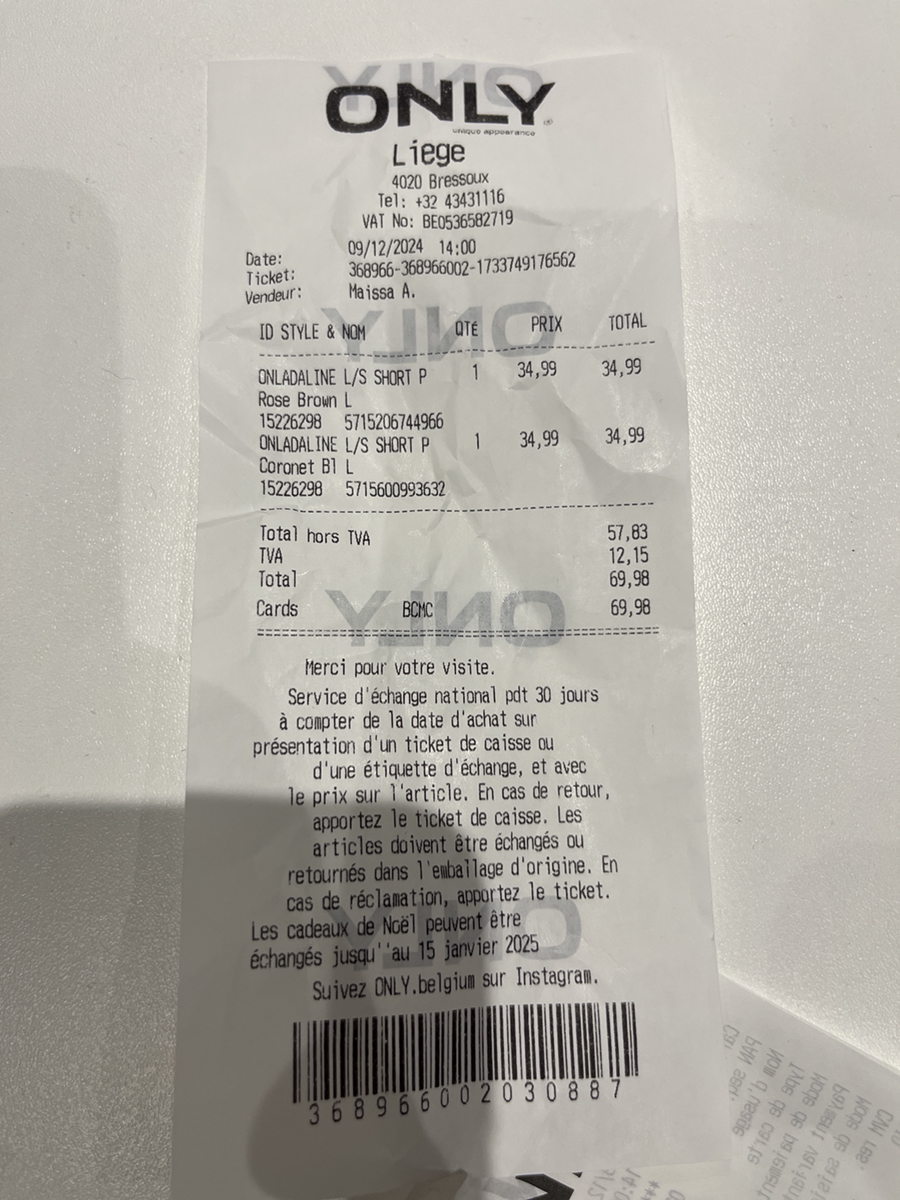 ONLY
unique appearance
Liege
4020 Bressoux
Tel: +32 43431116
VAT No: BE0536582719
Date: 09/12/2024 14:00
Ticket: 368966-368966002-1733749176562
Vendeur: Maissa A.
ID STYLE & NOM QTÉ PRIX TOTAL
ONLADALINE L/S SHORT P 1 34,99 34,99
Rose Brown L
15226298 5715206744966
ONLADALINE L/S SHORT P 1 34,99 34,99
Coronet Bl L
15226298 5715600993632
Total hors TVA 57,83
TVA 12,15
Total 69,98
Cards BCMC 69,98
Merci pour votre visite.
Service d'échange national pdt 30 jours
à compter de la date d'achat sur
présentation d'un ticket de caisse ou
d'une étiquette d'échange, et avec
le prix sur l'article. En cas de retour,
apportez le ticket de caisse. Les
articles doivent être échangés ou
retournés dans l'emballage d'origine. En
cas de réclamation, apportez le ticket.
Les cadeaux de Noël peuvent être
échangés jusqu''au 15 janvier 2025
Suivez ONLY.belgium sur Instagram.
368966002030887